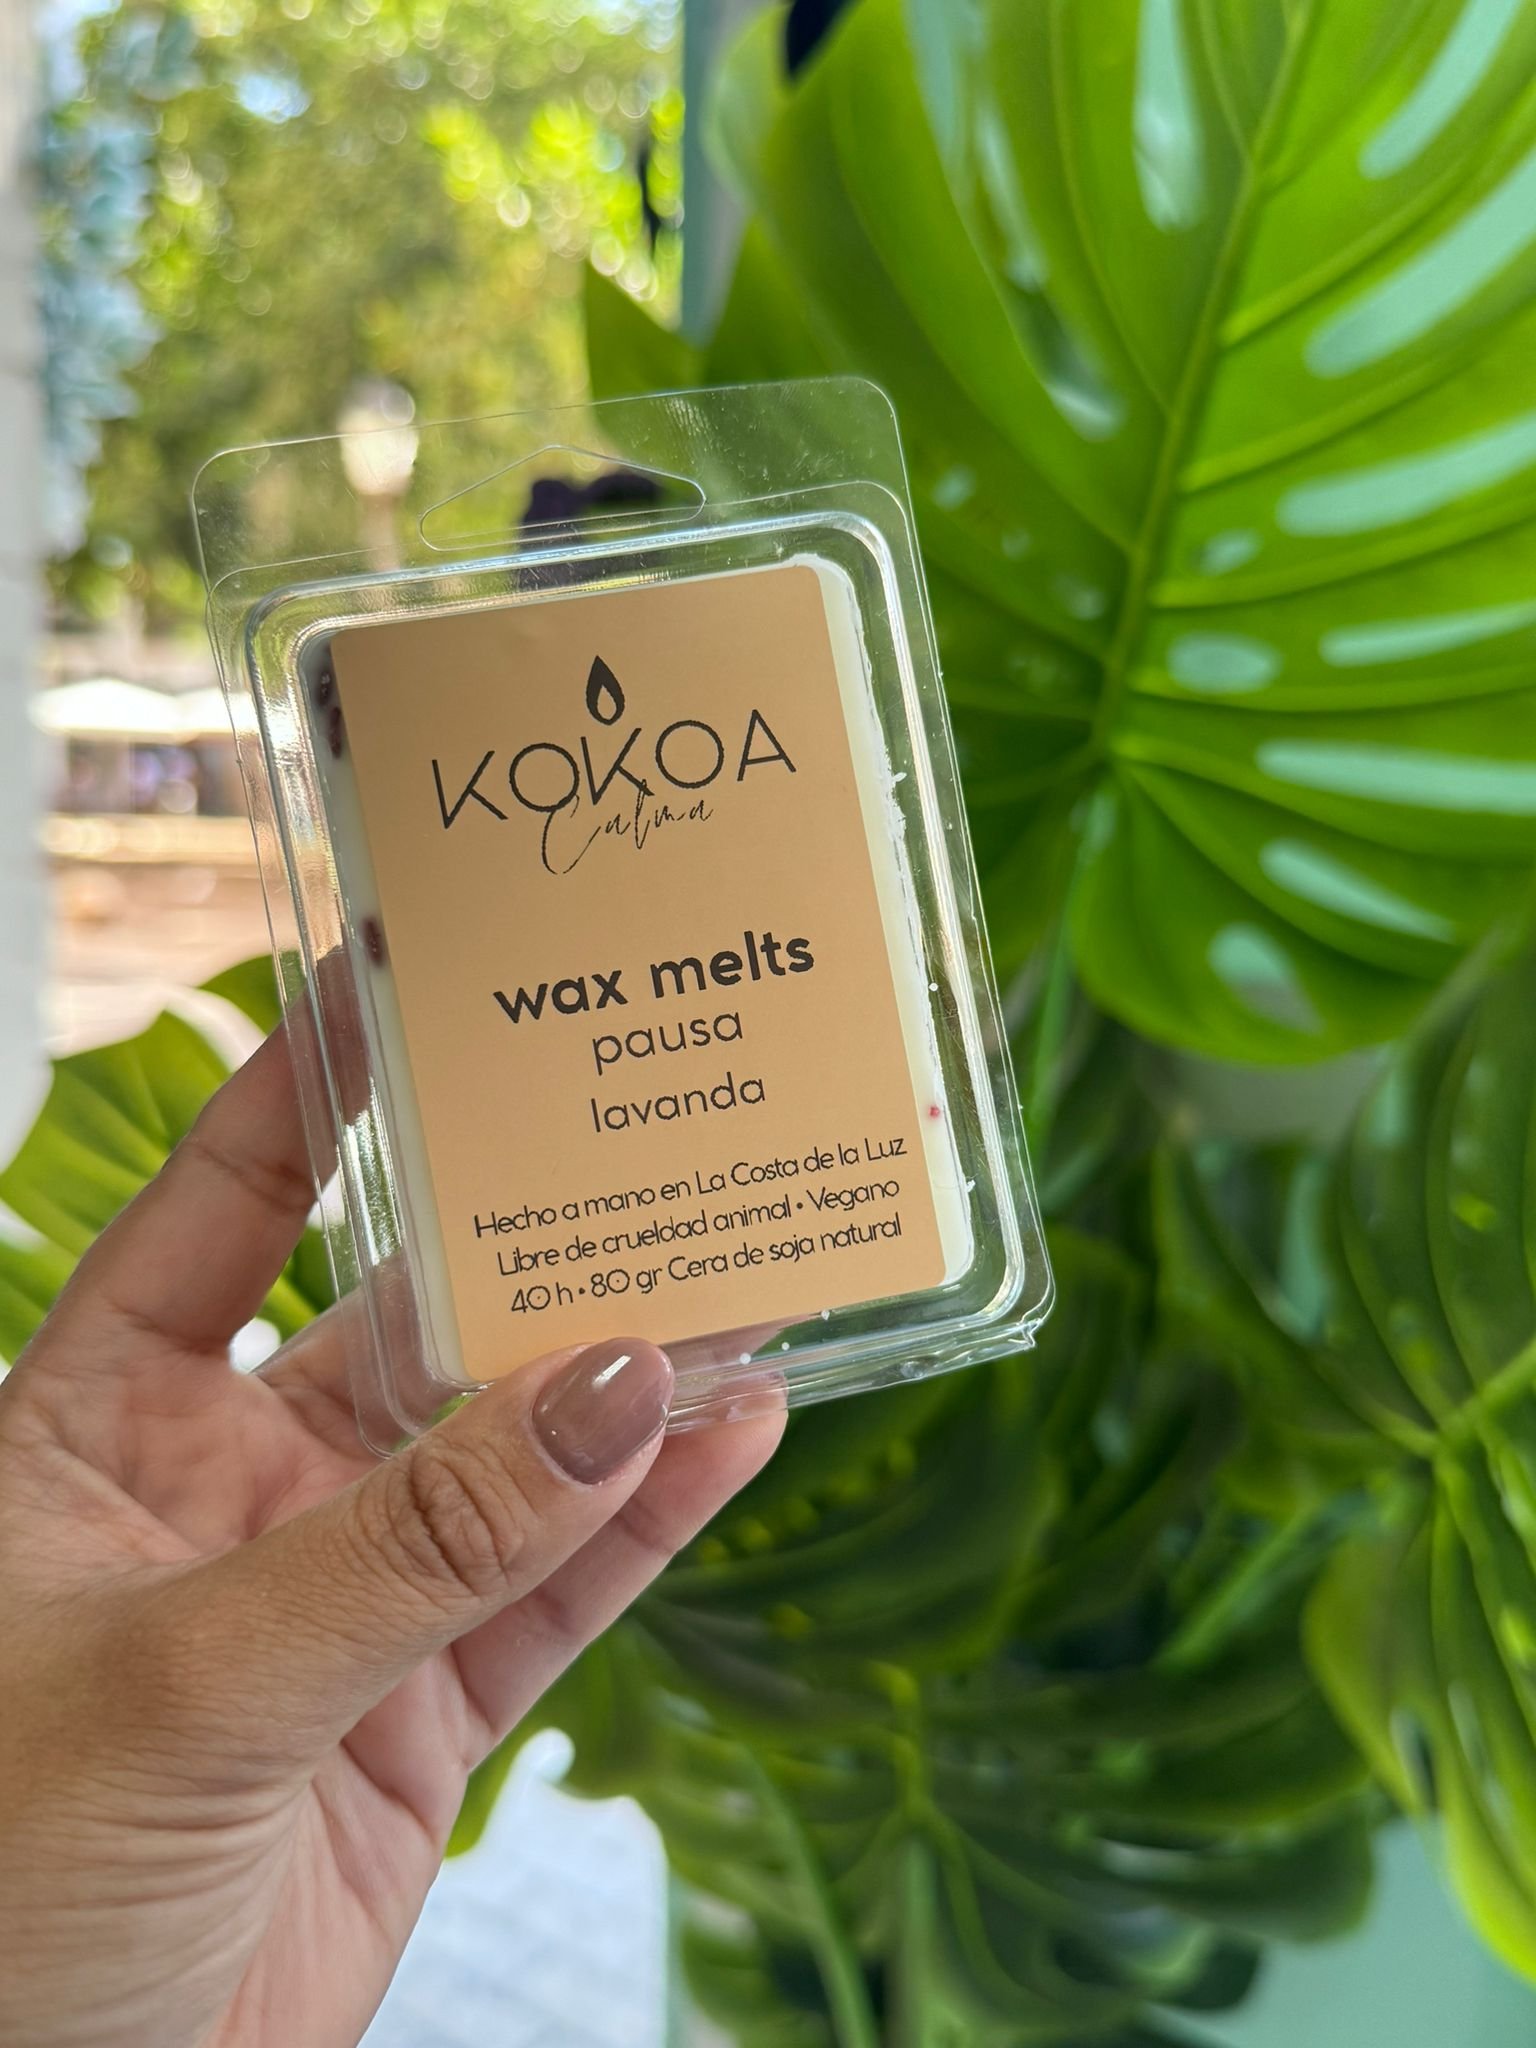 KOKOA
Calma
wax melts
pausa
lavanda
Hecho a mano en La Costa de la Luz
Libre de crueldad animal • Vegano
40 h • 80 gr Cera de soja natural